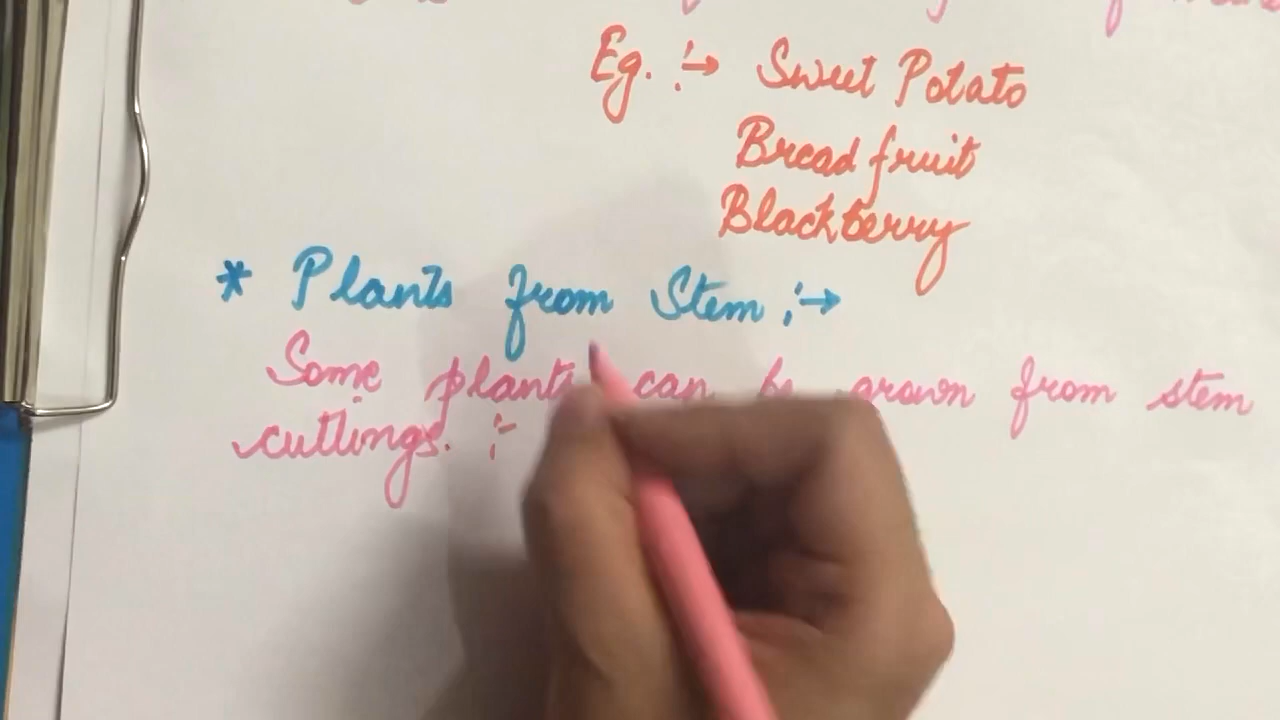 Eg. :→ Sweet Potato
Bread fruit
Blackberry
* Plants from Stem :→
Some plants can be grown from stem
cuttings. :-